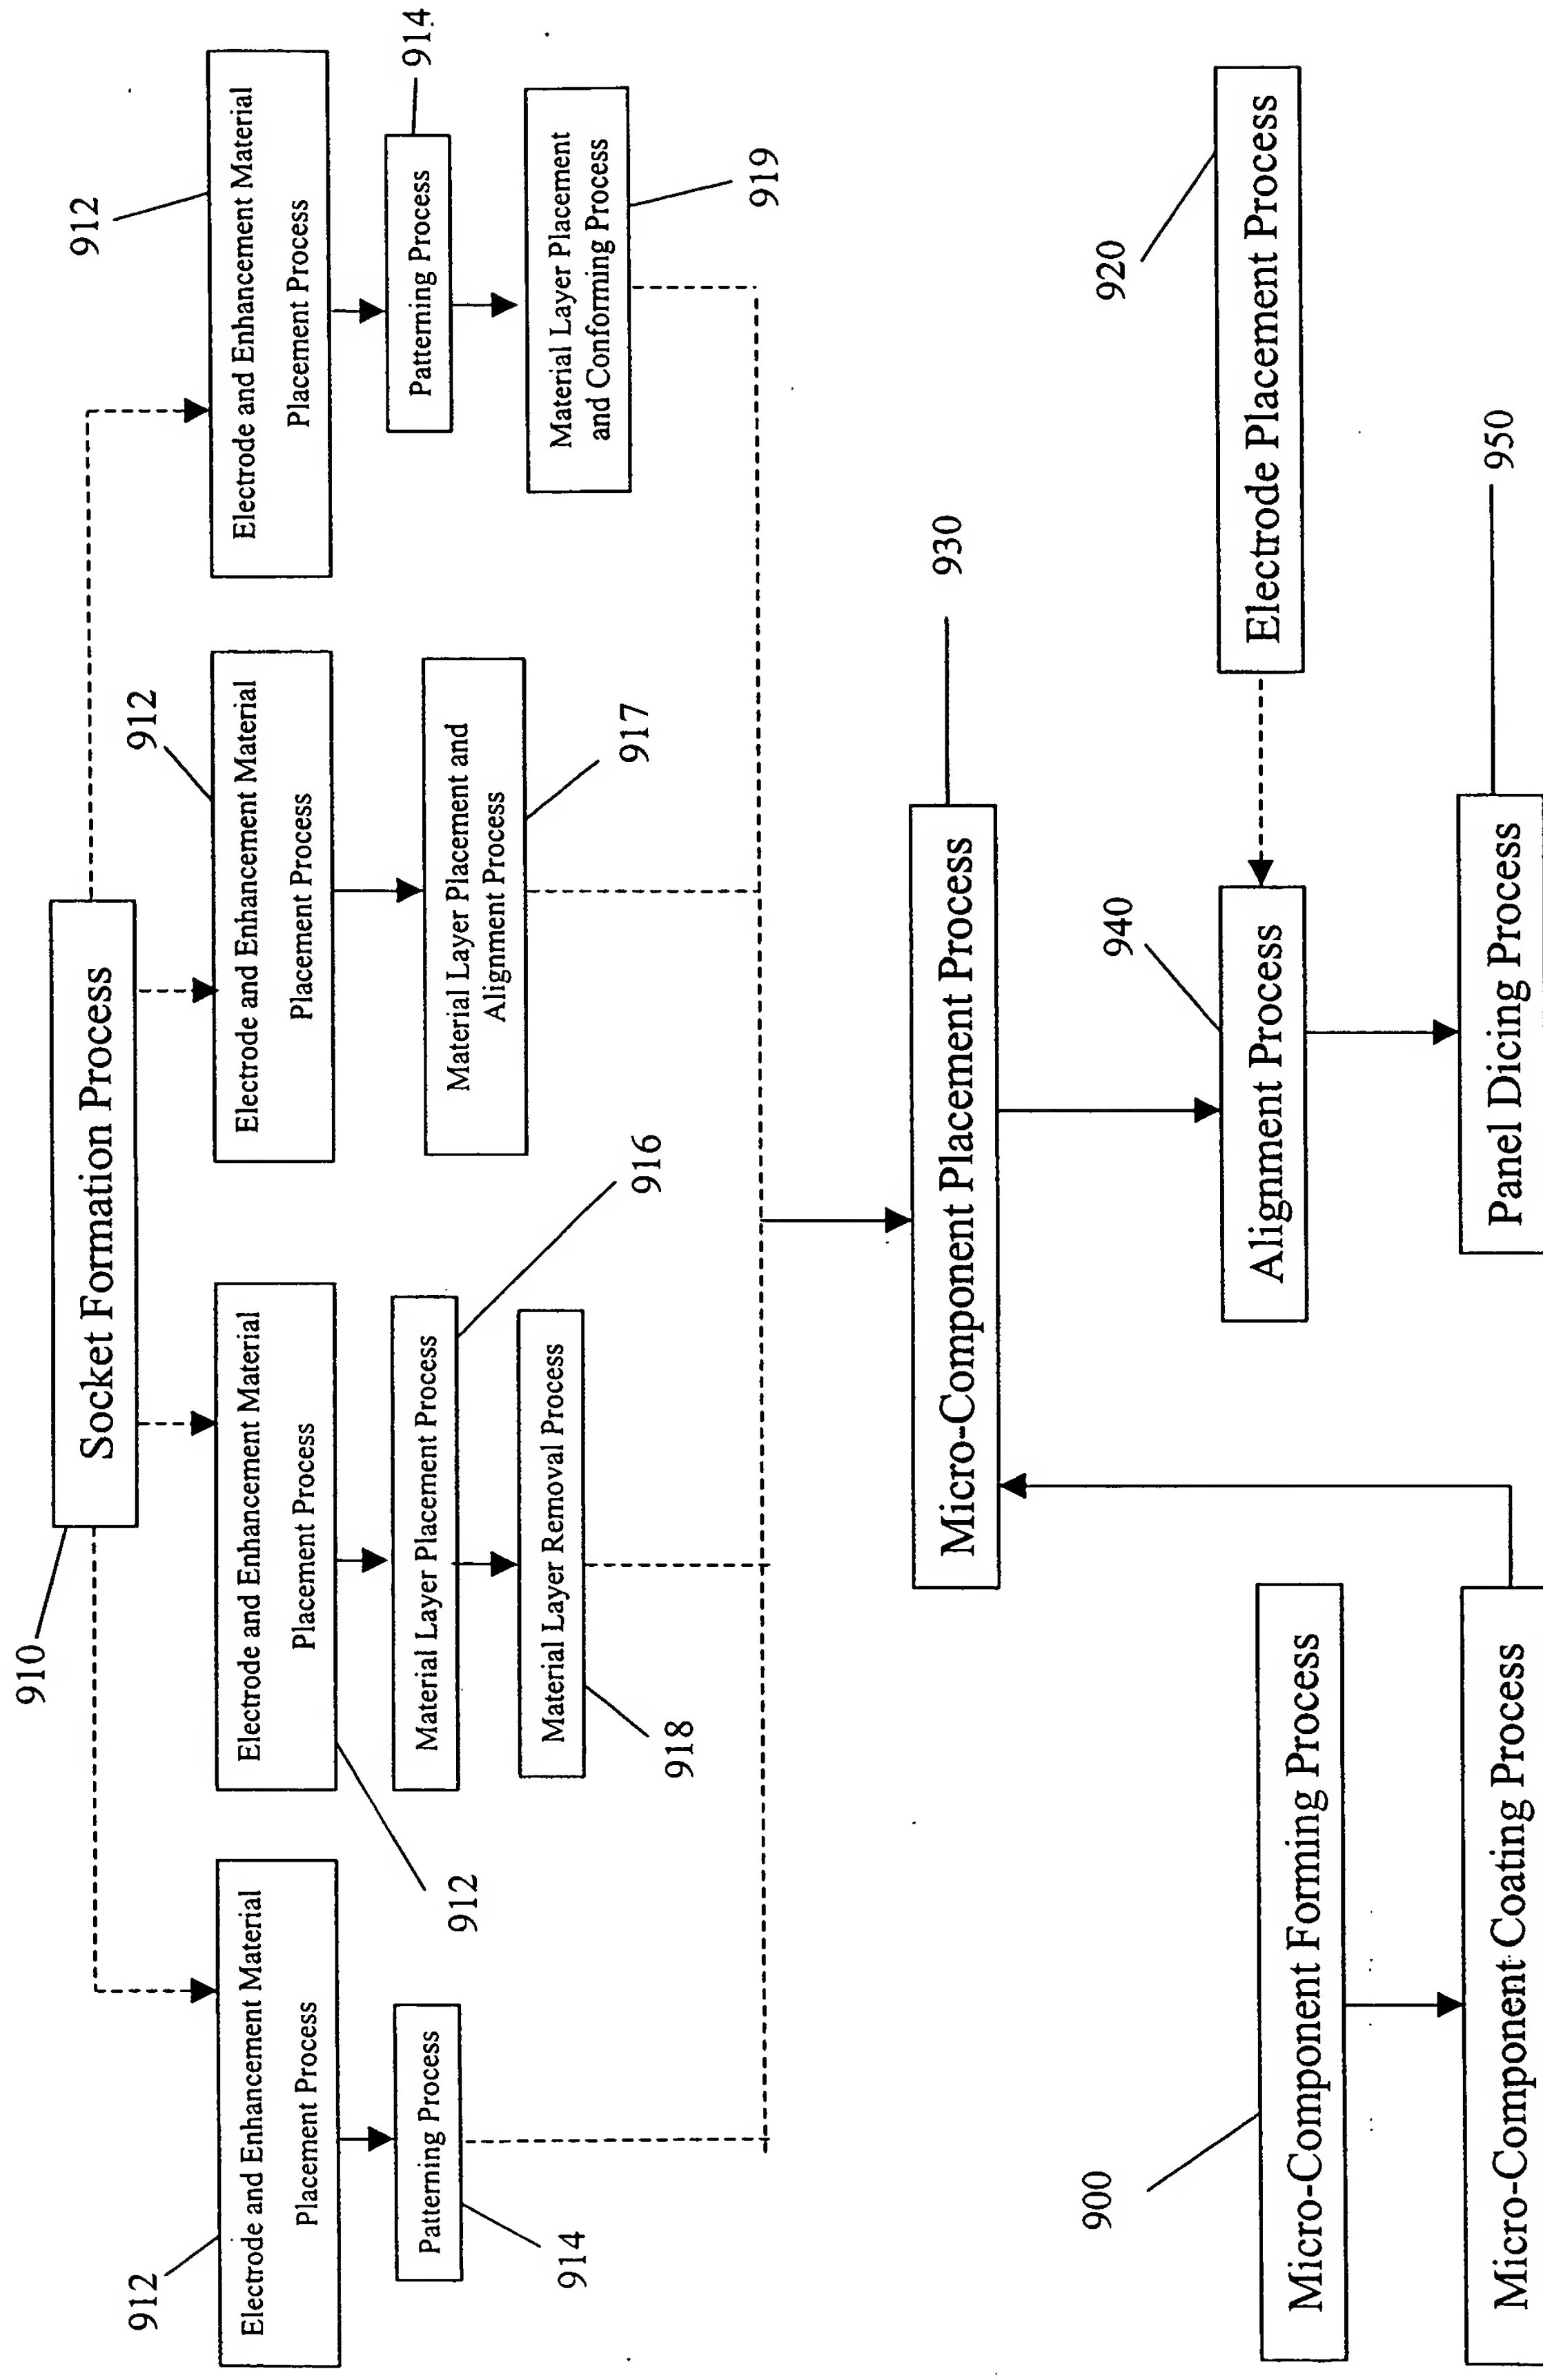 910
Socket Formation Process
912
Electrode and Enhancement Material
Placement Process
Patterning Process
914
Electrode and Enhancement Material
Placement Process
912
Material Layer Placement Process
916
Material Layer Removal Process
918
912
Electrode and Enhancement Material
Placement Process
Material Layer Placement and
Alignment Process
917
912
Electrode and Enhancement Material
Placement Process
914
Patterning Process
Material Layer Placement
and Conforming Process
919
Micro-Component Placement Process
930
900
Micro-Component Forming Process
Micro-Component Coating Process
940
Alignment Process
920
Electrode Placement Process
Panel Dicing Process
950